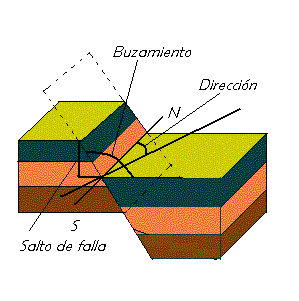 Buzamiento
Dirección
N
S
Salto de falla